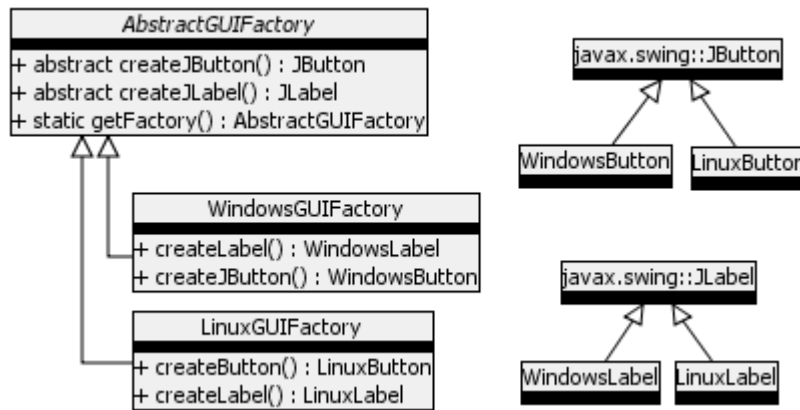 AbstractGUIFactory
+ abstract createJButton() : JButton
+ abstract createJLabel() : JLabel
+ static getFactory() : AbstractGUIFactory
WindowsGUIFactory
+ createLabel() : WindowsLabel
+ createJButton() : WindowsButton
LinuxGUIFactory
+ createButton() : LinuxButton
+ createLabel() : LinuxLabel
javax.swing::JButton
WindowsButton
LinuxButton
javax.swing::JLabel
WindowsLabel
LinuxLabel